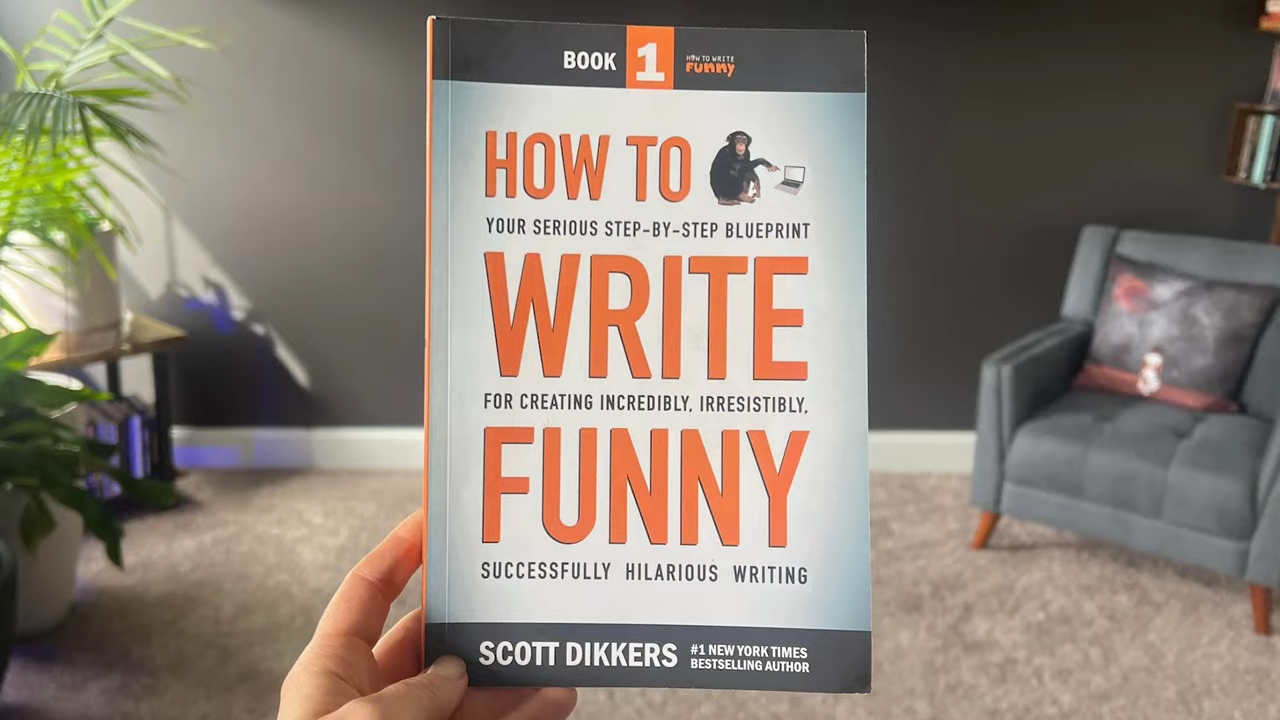 BOOK 1 HOW TO WRITE
FUNNY
HOW TO
YOUR SERIOUS STEP-BY-STEP BLUEPRINT
WRITE
FOR CREATING INCREDIBLY, IRRESISTIBLY,
FUNNY
SUCCESSFULLY HILARIOUS WRITING
SCOTT DIKKERS
#1 NEW YORK TIMES
BESTSELLING AUTHOR